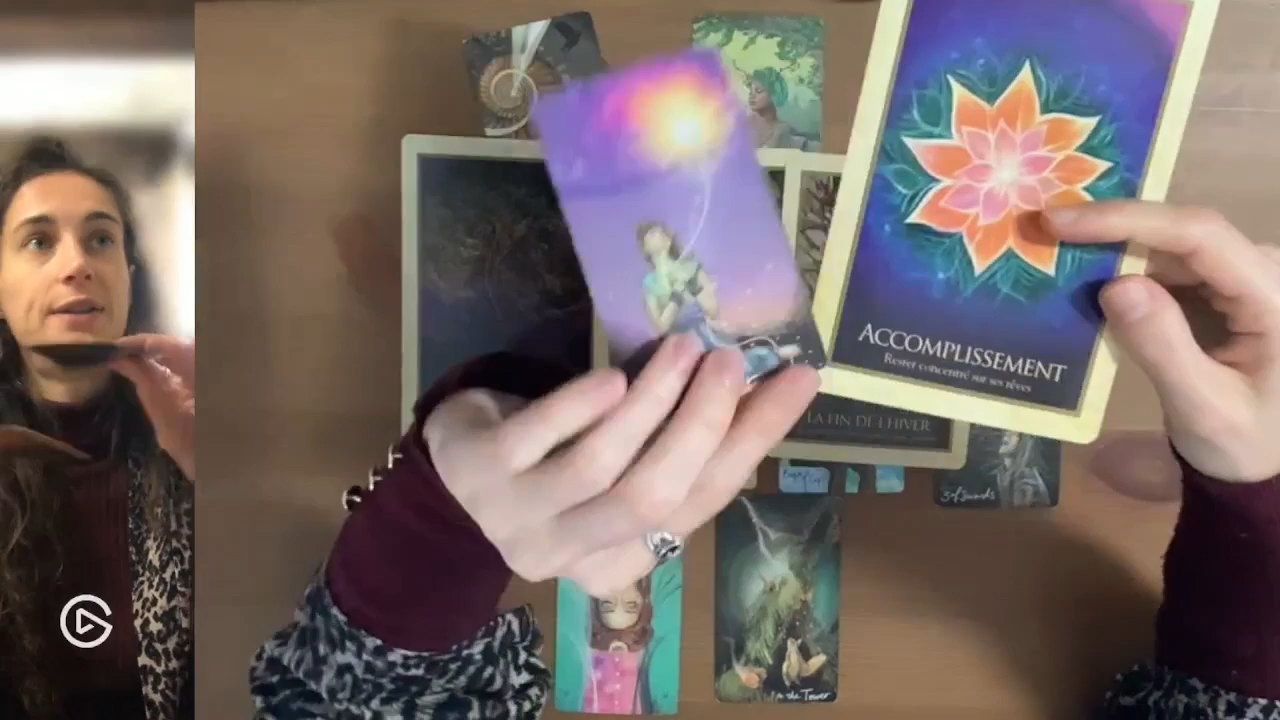 ACCOMPLISSEMENT
Rester concentré sur ses rêves
LA FIN DE L'HIVER
3 of Swords
The Tower